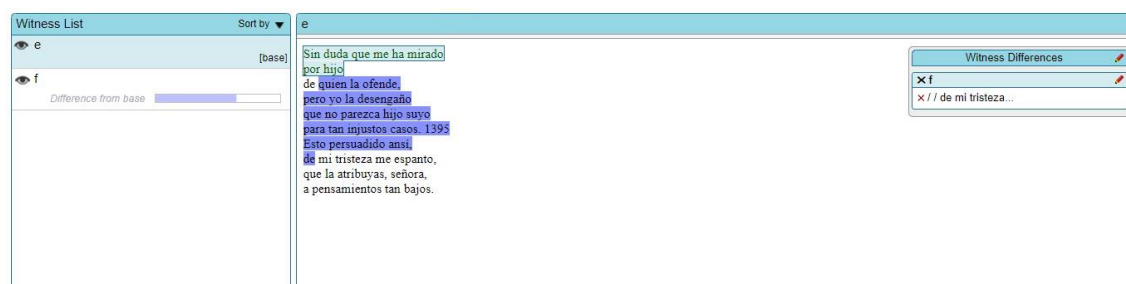 Witness List Sort by ▼
e
[base]
f
Difference from base
e
Sin duda que me ha mirado
por hijo
de quien la ofende,
pero yo la desengaño
que no parezca hijo suyo
para tan injustos casos. 1395
Esto persuadido ansí,
de mi tristeza me espanto,
que la atribuyas, señora,
a pensamientos tan bajos.
Witness Differences
✕ f
✕ / / de mi tristeza...